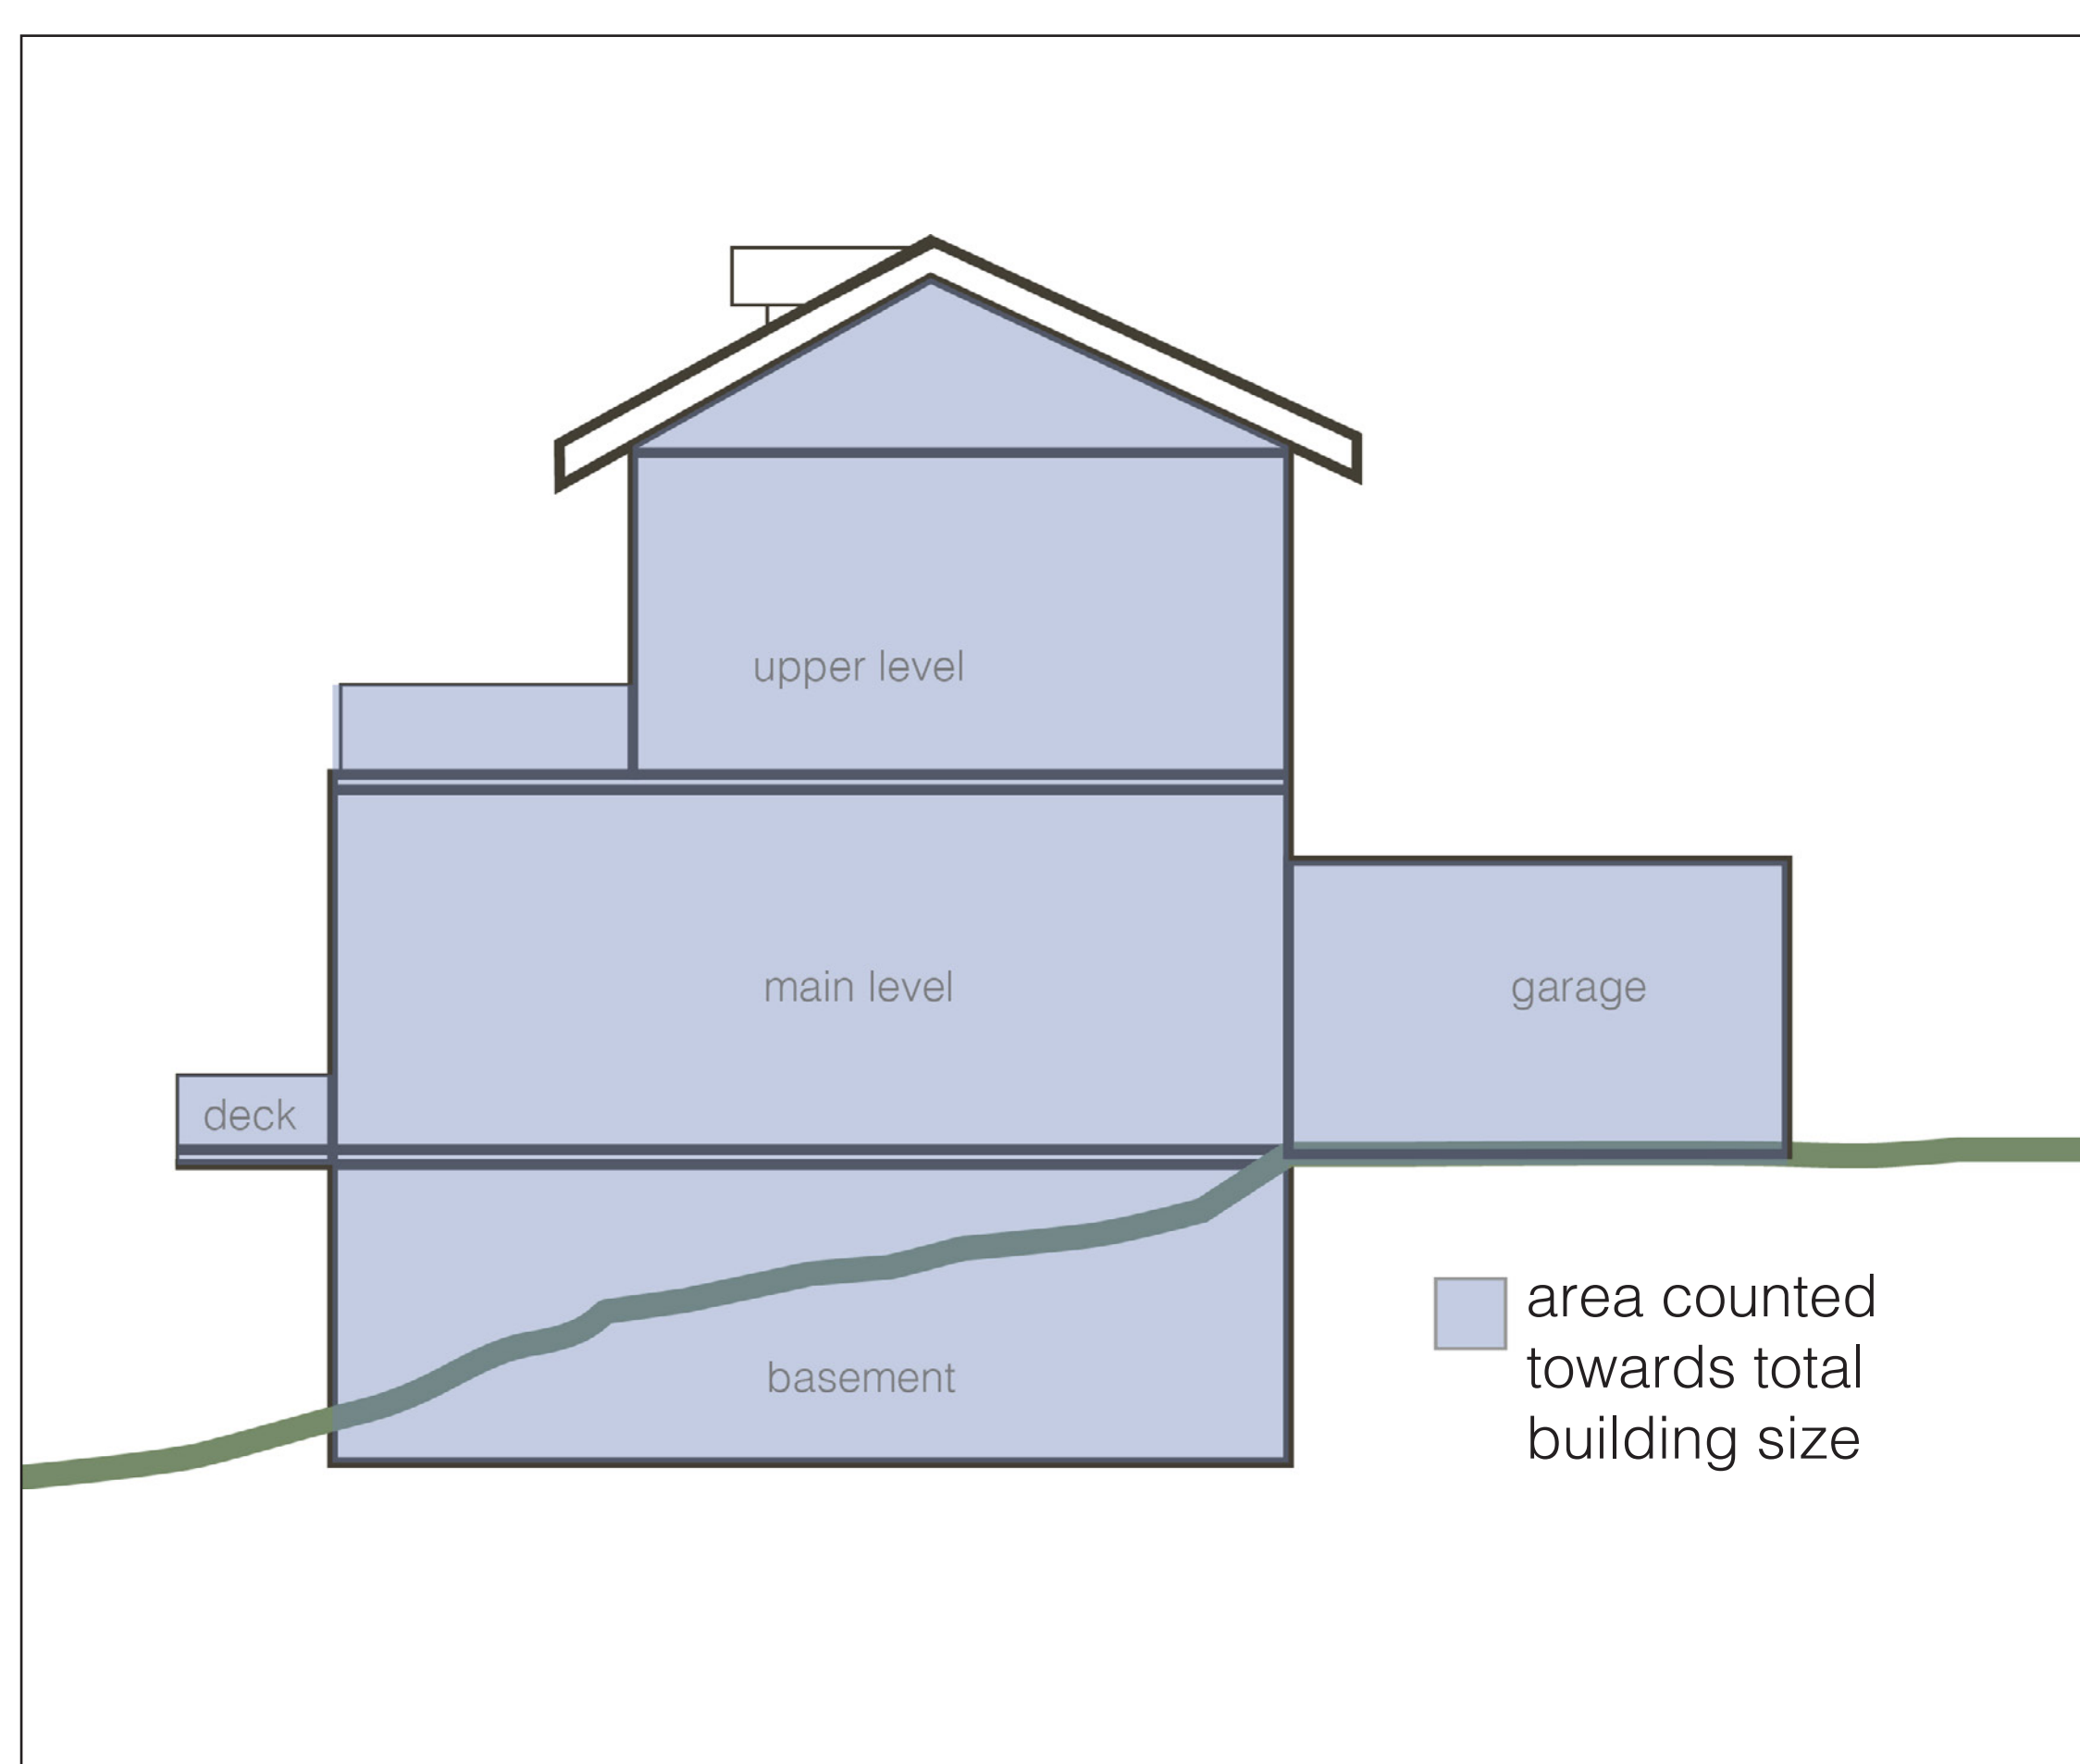 upper level
main level
garage
deck
basement
area counted
towards total
building size